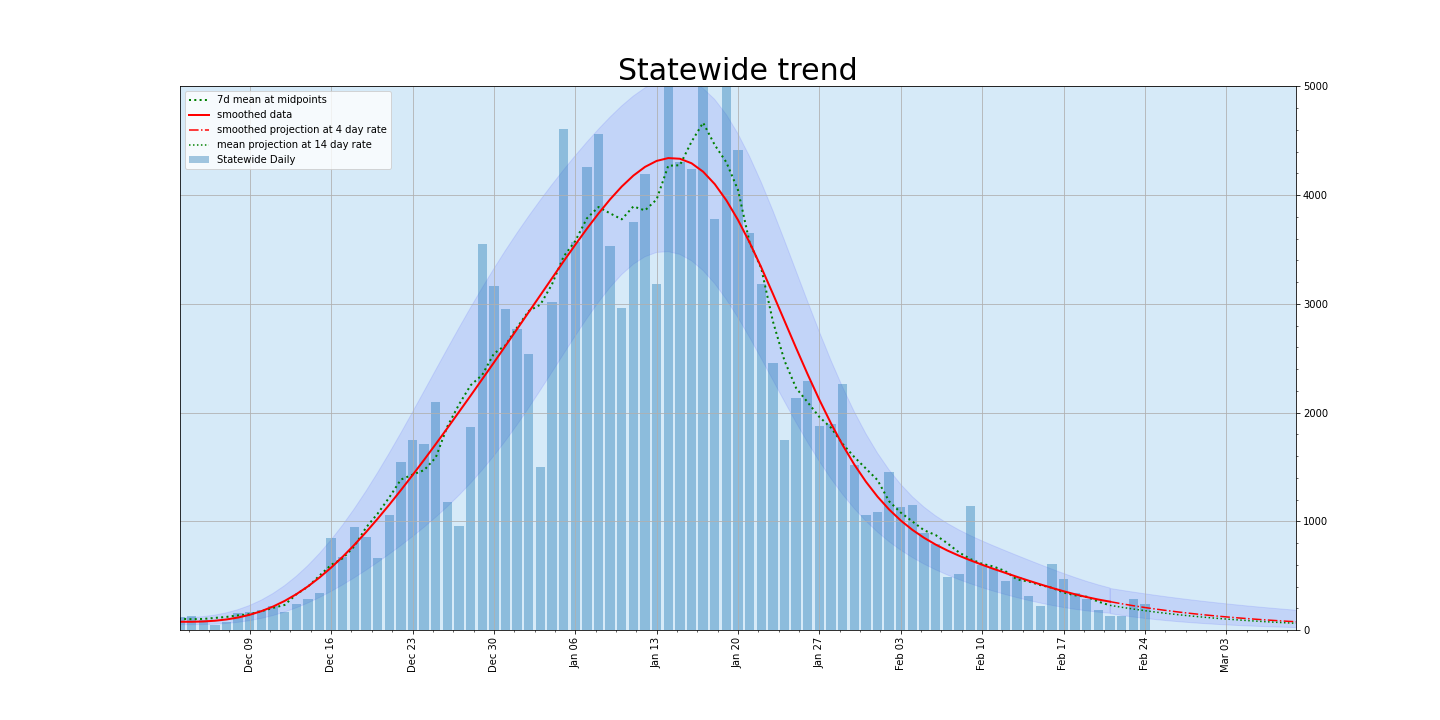 Statewide trend
7d mean at midpoints
smoothed data
smoothed projection at 4 day rate
mean projection at 14 day rate
Statewide Daily
5000
4000
3000
2000
1000
0
Dec 09
Dec 16
Dec 23
Dec 30
Jan 06
Jan 13
Jan 20
Jan 27
Feb 03
Feb 10
Feb 17
Feb 24
Mar 03